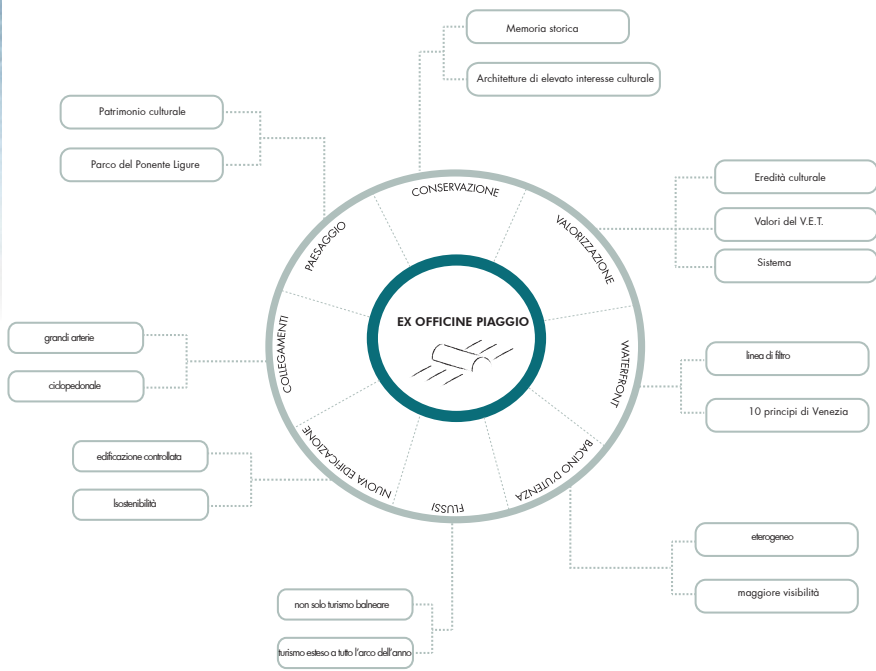 Memoria storica
Architetture di elevato interesse culturale
Patrimonio culturale
Parco del Ponente Ligure
CONSERVAZIONE
VALORIZZAZIONE
PAESAGGIO
Eredità culturale
Valori del V.E.T.
Sistema
EX OFFICINE PIAGGIO
COLLEGAMENTI
WATERFRONT
grandi arterie
ciclopedonale
linea di filtro
10 principi di Venezia
NUOVA EDIFICAZIONE
BACINO D'UTENZA
FLUSSI
edificazione controllata
Isostenibilità
eterogeneo
maggiore visibilità
non solo turismo balneare
turismo esteso a tutto l'arco dell'anno